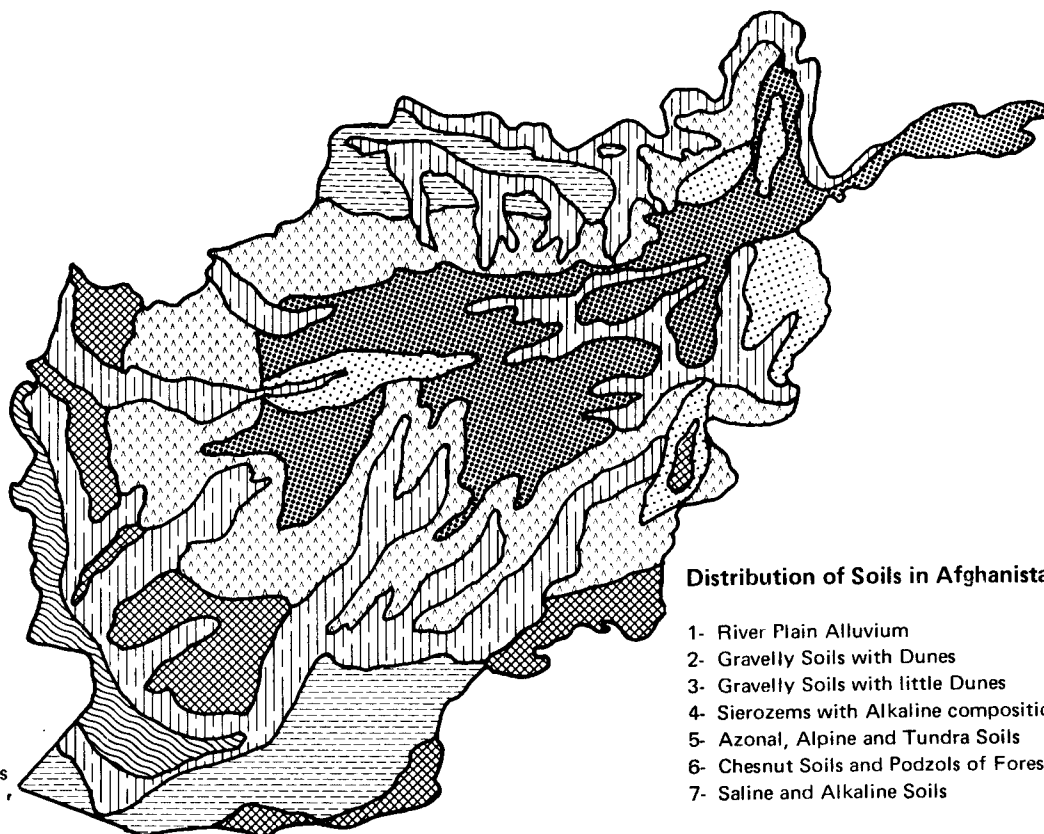 Distribution of Soils in Afghanista
1- River Plain Alluvium
2- Gravelly Soils with Dunes
3- Gravelly Soils with little Dunes
4- Sierozems with Alkaline compositio
5- Azonal, Alpine and Tundra Soils
6- Chesnut Soils and Podzols of Fores
7- Saline and Alkaline Soils
s